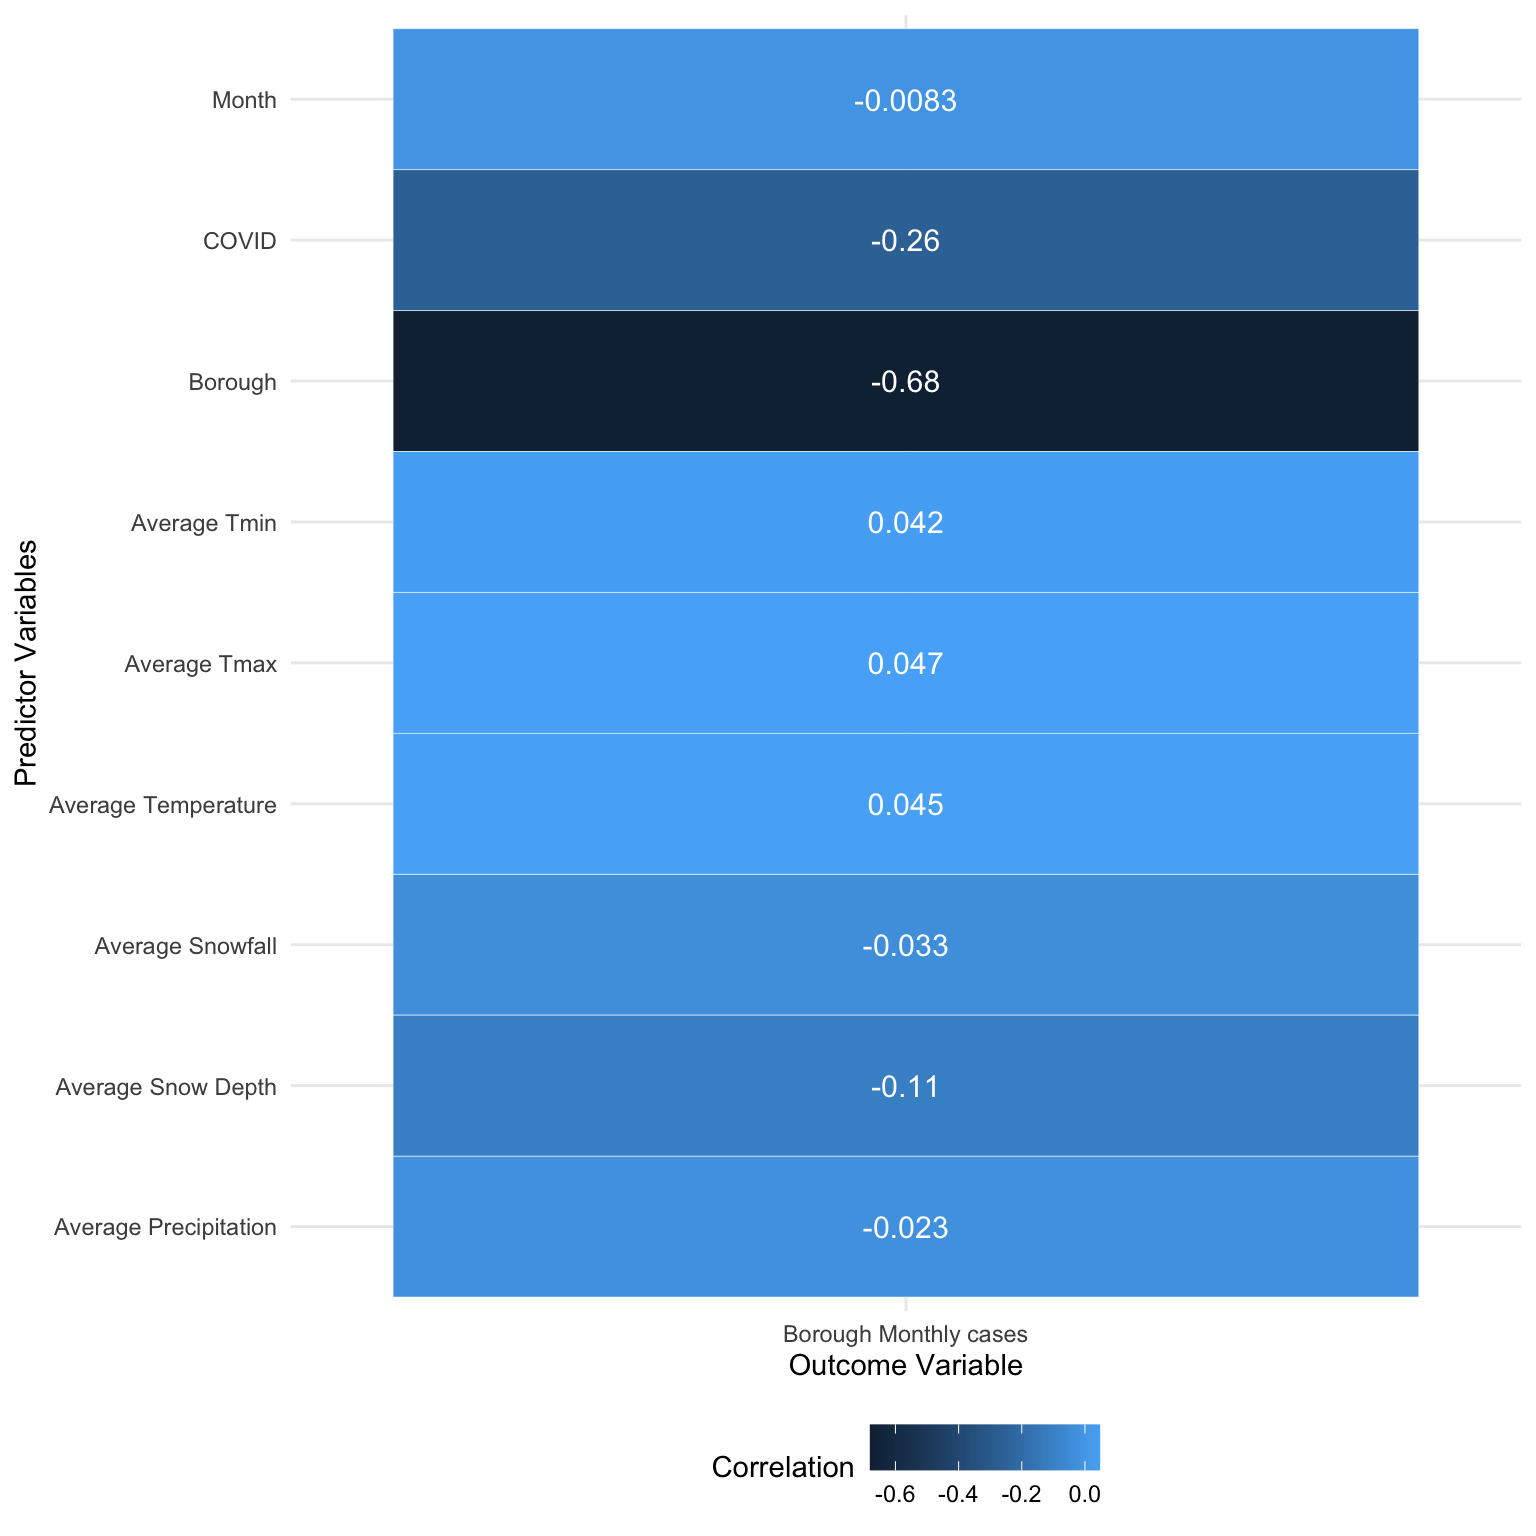 Month
-0.0083
COVID
-0.26
Borough
-0.68
Average Tmin
0.042
Average Tmax
0.047
Average Temperature
0.045
Average Snowfall
-0.033
Average Snow Depth
-0.11
Average Precipitation
-0.023
Predictor Variables
Borough Monthly cases
Outcome Variable
Correlation
-0.6 -0.4 -0.2 0.0